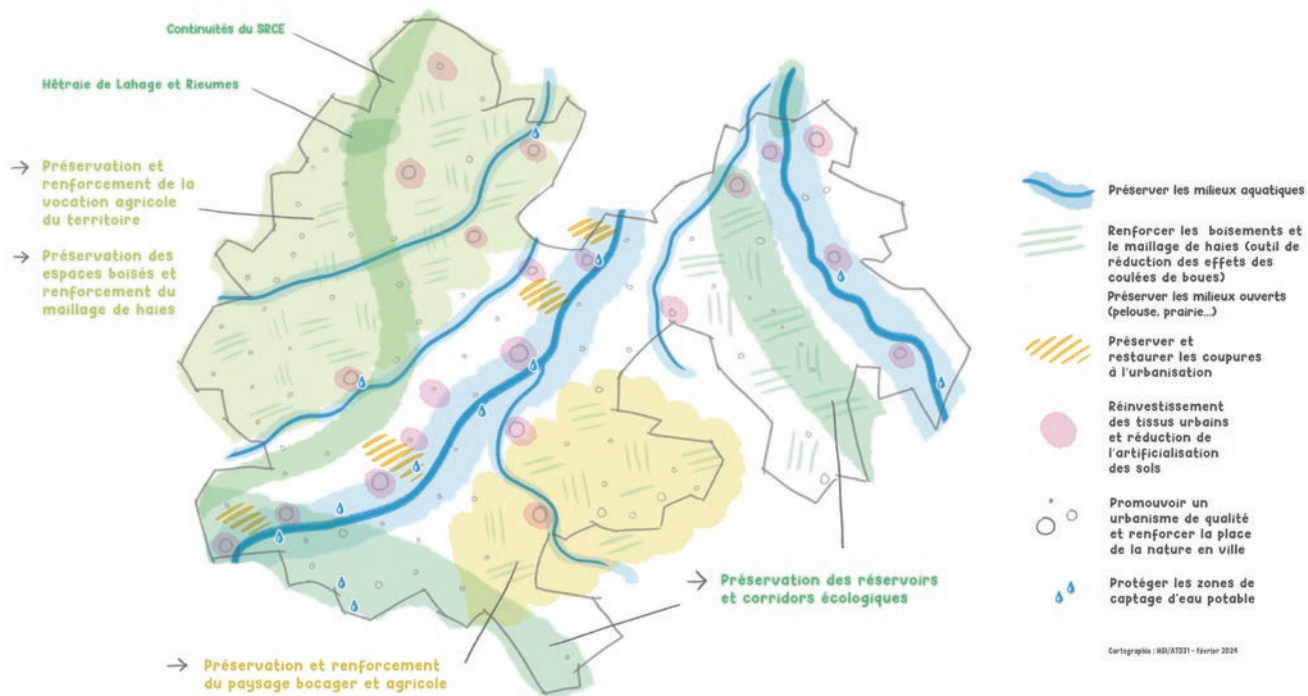 Continuités du SRCE
Hêtraie de Lahage et Rieumes
→ Préservation et
renforcement de la
vocation agricole
du territoire
→ Préservation des
espaces boisés et
renforcement du
maillage de haies
→ Préservation des réservoirs
et corridors écologiques
→ Préservation et renforcement
du paysage bocager et agricole
Préserver les milieux aquatiques
Renforcer les boisements et
le maillage de haies (outil de
réduction des effets des
coulées de boues)
Préserver les milieux ouverts
(pelouse, prairie...)
Préserver et
restaurer les coupures
à l'urbanisation
Réinvestissement
des tissus urbains
et réduction de
l'artificialisation
des sols
Promouvoir un
urbanisme de qualité
et renforcer la place
de la nature en ville
Protéger les zones de
captage d'eau potable
Cartographie : HDI/ATD31 - février 2024